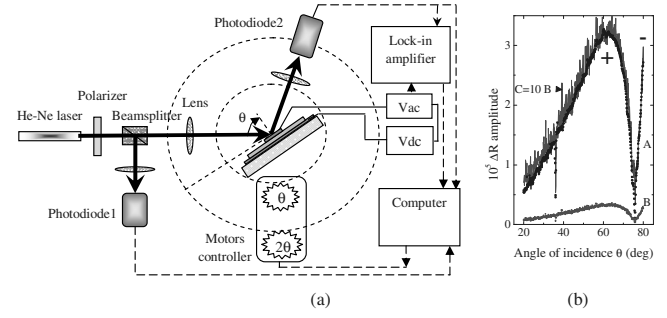 Photodiode2
Lock-in
amplifier
Polarizer
He-Ne laser
Beamsplitter
Lens
θ
Vac
Vdc
Photodiode1
θ
2θ
Motors
controller
Computer
(a)
10⁵ ΔR amplitude
3
2
1
0
C=10 B
+
-
A
B
20 40 60 80
Angle of incidence θ (deg)
(b)